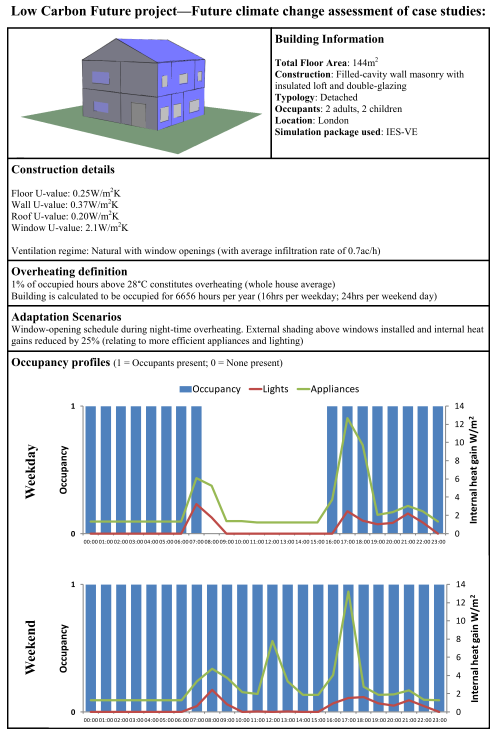 Low Carbon Future project—Future climate change assessment of case studies:
Building Information
Total Floor Area: 144m²
Construction: Filled-cavity wall masonry with
insulated loft and double-glazing
Typology: Detached
Occupants: 2 adults, 2 children
Location: London
Simulation package used: IES-VE
Construction details
Floor U-value: 0.25W/m²K
Wall U-value: 0.37W/m²K
Roof U-value: 0.20W/m²K
Window U-value: 2.1W/m²K
Ventilation regime: Natural with window openings (with average infiltration rate of 0.7ac/h)
Overheating definition
1% of occupied hours above 28°C constitutes overheating (whole house average)
Building is calculated to be occupied for 6656 hours per year (16hrs per weekday; 24hrs per weekend day)
Adaptation Scenarios
Window-opening schedule during night-time overheating. External shading above windows installed and internal heat
gains reduced by 25% (relating to more efficient appliances and lighting)
Occupancy profiles (1 = Occupants present; 0 = None present)
Occupancy Lights Appliances
Weekday
Occupancy
1
0
14
12
10
8
6
4
2
0
Internal heat gain W/m²
00:00 01:00 02:00 03:00 04:00 05:00 06:00 07:00 08:00 09:00 10:00 11:00 12:00 13:00 14:00 15:00 16:00 17:00 18:00 19:00 20:00 21:00 22:00 23:00
Weekend
Occupancy
1
0
14
12
10
8
6
4
2
0
Internal heat gain W/m²
00:00 01:00 02:00 03:00 04:00 05:00 06:00 07:00 08:00 09:00 10:00 11:00 12:00 13:00 14:00 15:00 16:00 17:00 18:00 19:00 20:00 21:00 22:00 23:00